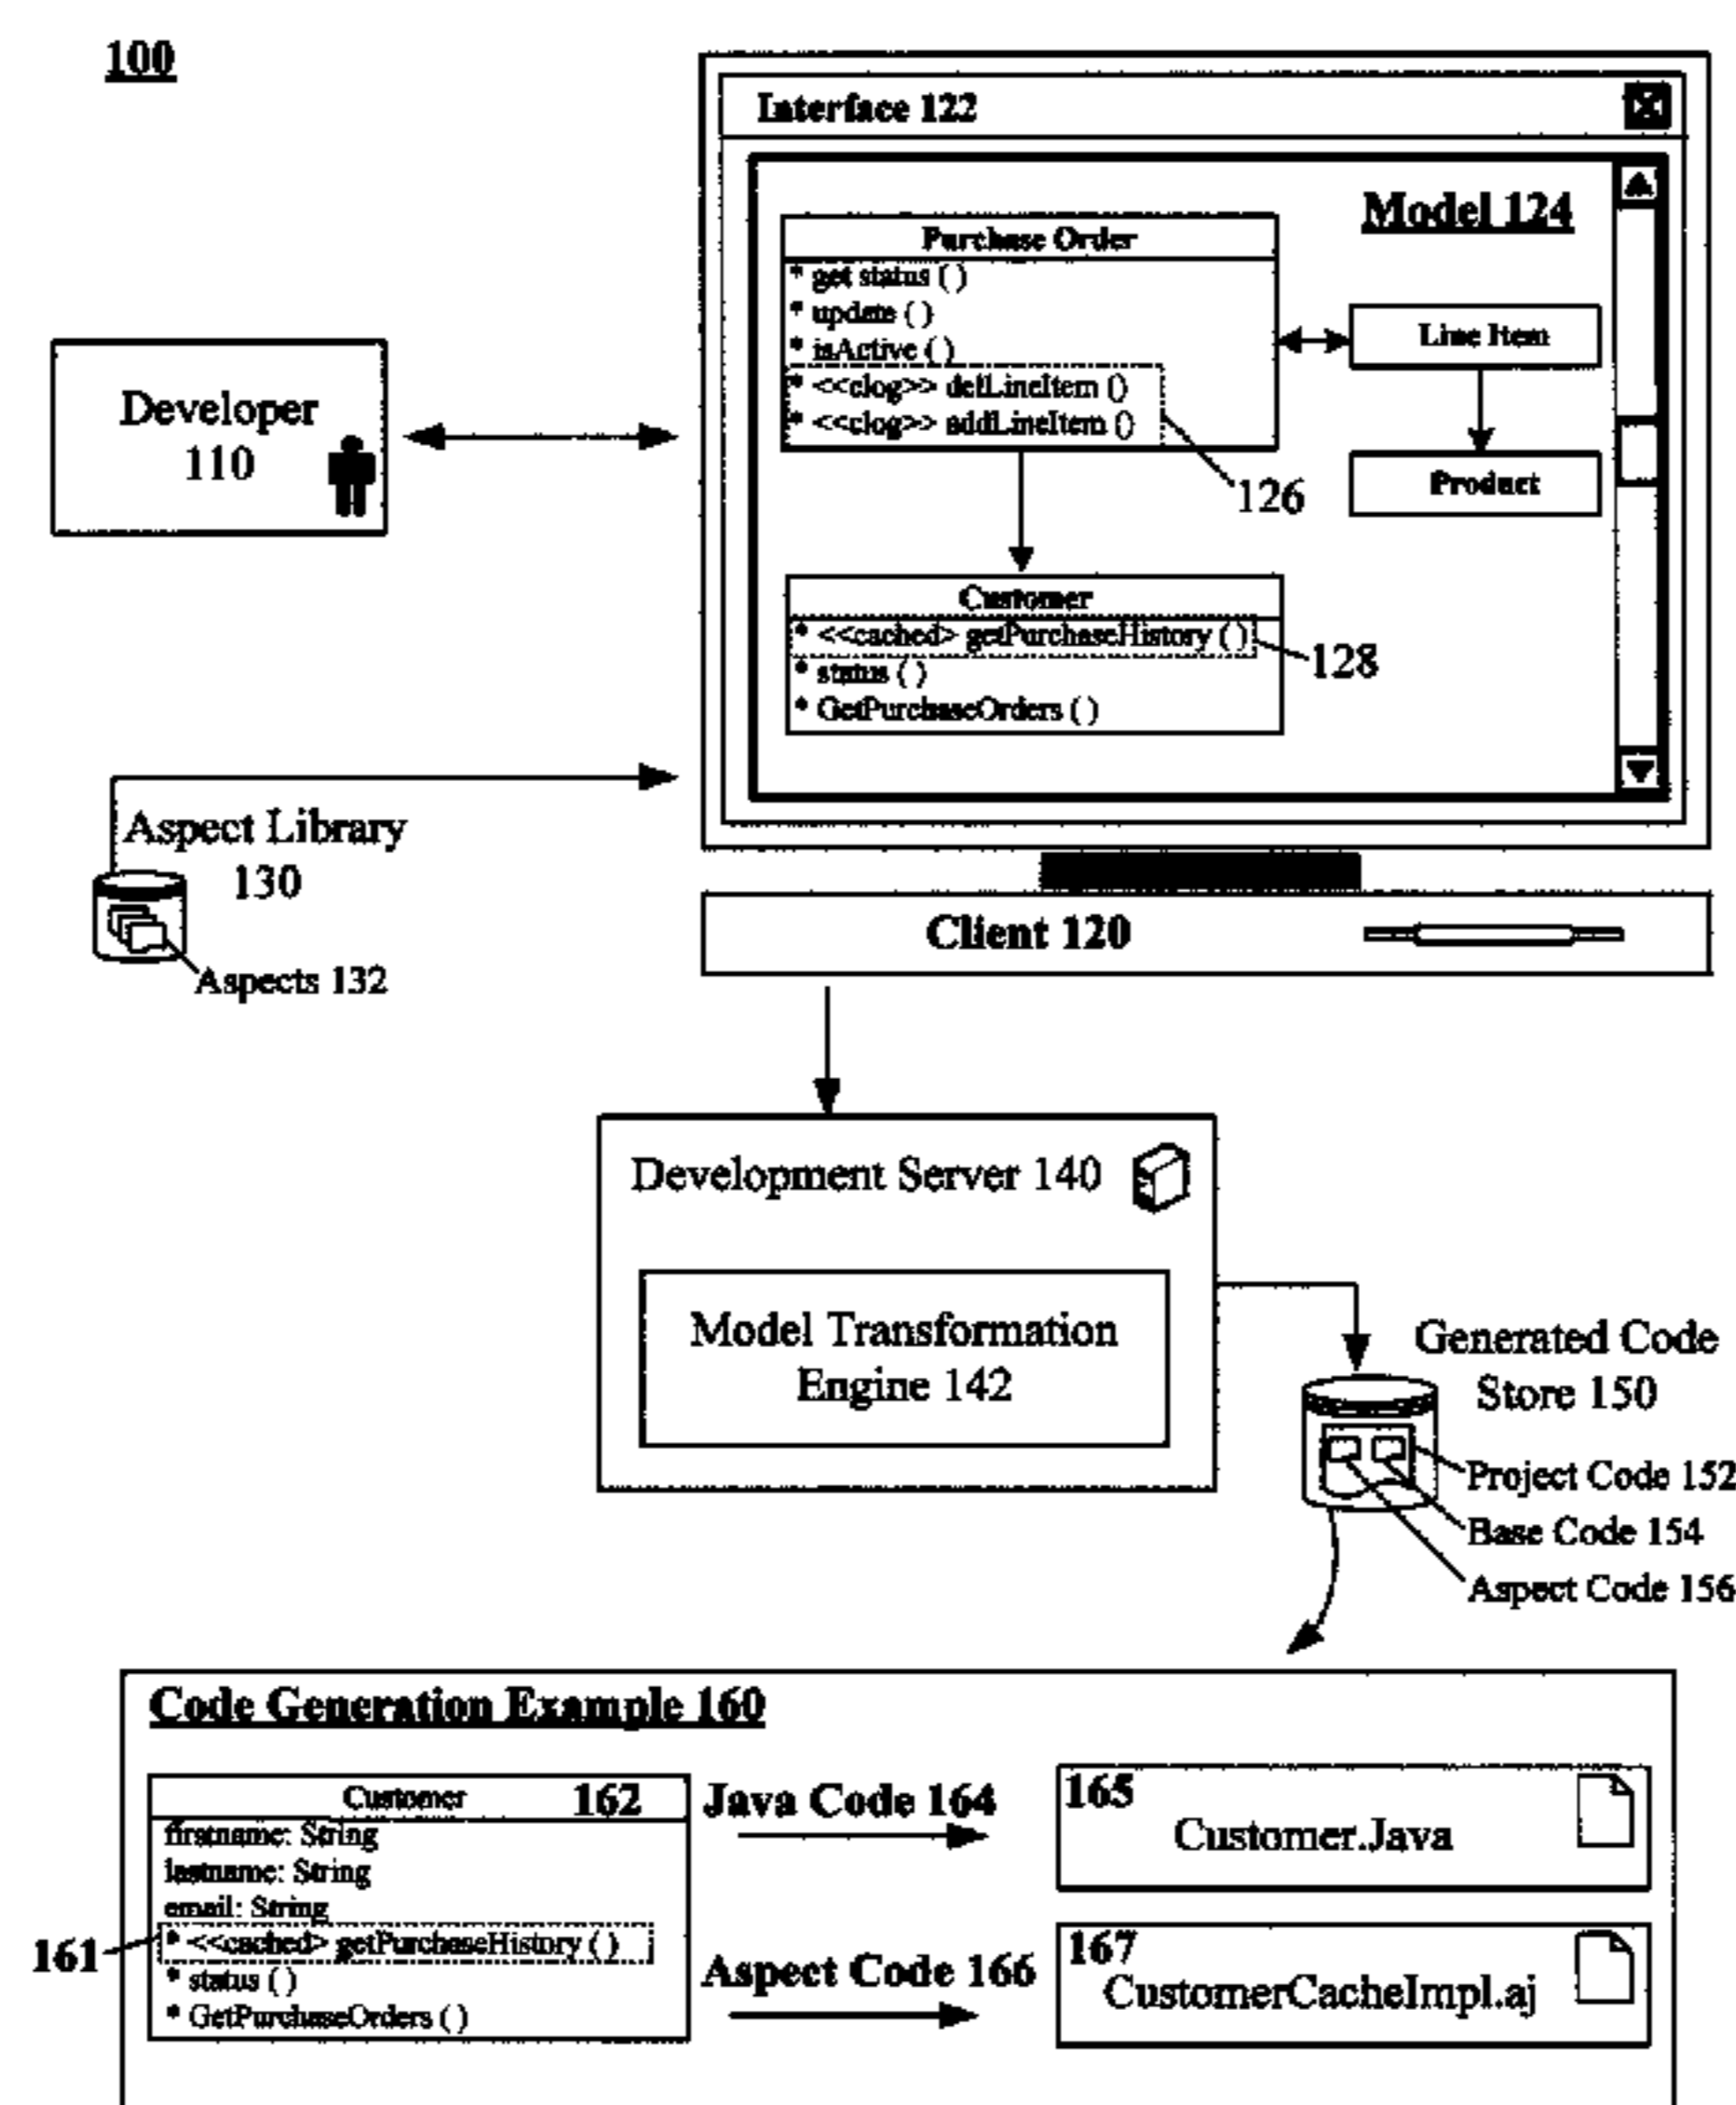 100
Interface 122
Model 124
Purchase Order
* get status ( )
* update ( )
* isActive ( )
* <<clog>> delLineItem ()
* <<clog>> addLineItem ()
126
Line Item
Product
Developer
110
Customer
* <<cached> getPurchaseHistory ( )
128
* status ( )
* GetPurchaseOrders ( )
Aspect Library
130
Aspects 132
Client 120
Development Server 140
Model Transformation
Engine 142
Generated Code
Store 150
Project Code 152
Base Code 154
Aspect Code 156
Code Generation Example 160
Customer 162
firstname: String
lastname: String
email: String
161
* <<cached> getPurchaseHistory ( )
* status ( )
* GetPurchaseOrders ( )
Java Code 164
165
Customer.Java
Aspect Code 166
167
CustomerCacheImpl.aj